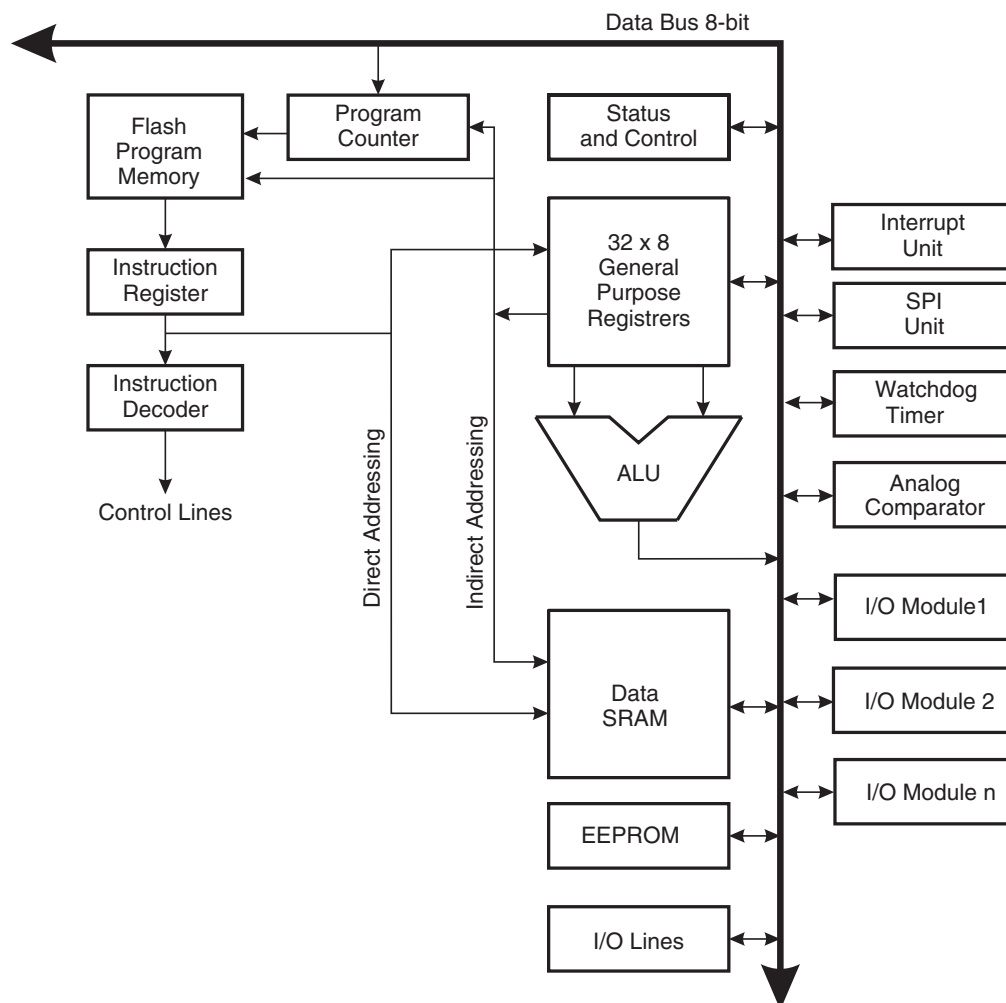 Data Bus 8-bit
Flash
Program
Memory
Program
Counter
Status
and Control
Interrupt
Unit
32 x 8
General
Purpose
Registrers
Instruction
Register
SPI
Unit
Instruction
Decoder
Watchdog
Timer
ALU
Analog
Comparator
Control Lines
Direct Addressing
Indirect Addressing
I/O Module1
Data
SRAM
I/O Module 2
I/O Module n
EEPROM
I/O Lines